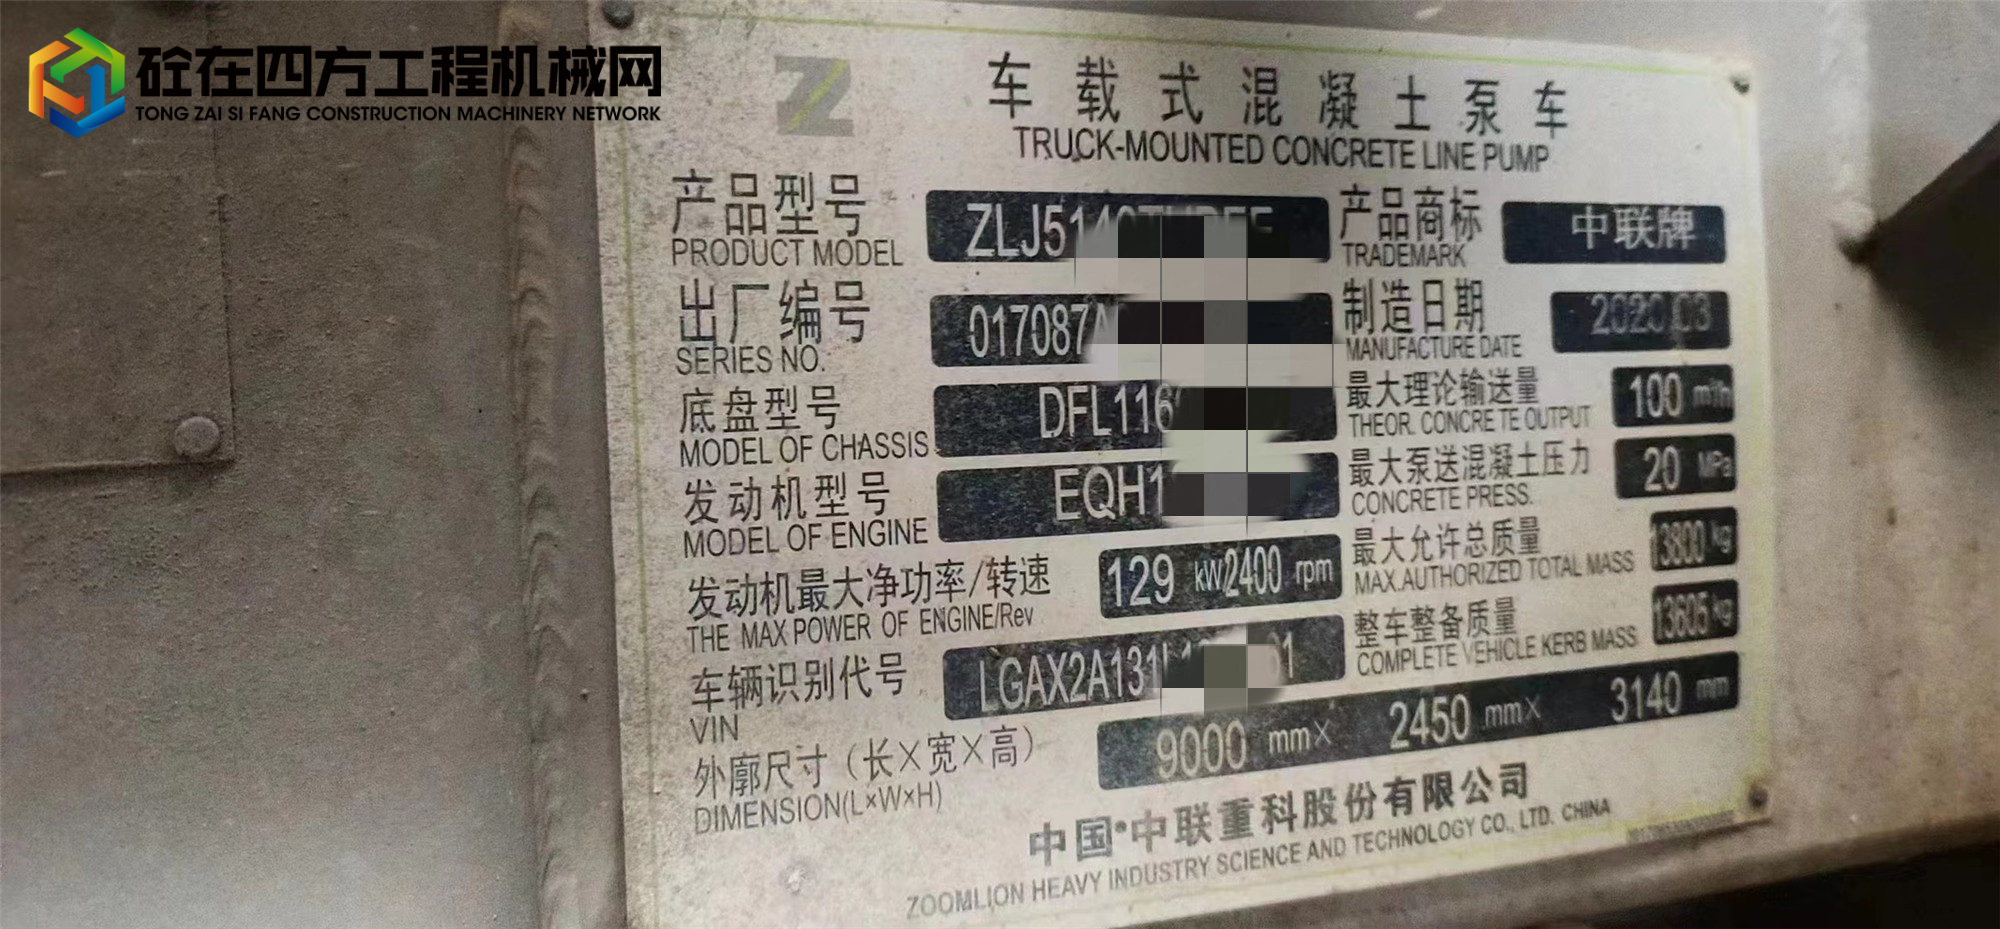 砼在四方工程机械网
TONG ZAI SI FANG CONSTRUCTION MACHINERY NETWORK
车载式混凝土泵车
TRUCK-MOUNTED CONCRETE LINE PUMP
产品型号 ZLJ514 产品商标 中联牌
PRODUCT MODEL TRADEMARK
出厂编号 017087A 制造日期 2020.03
SERIES NO. MANUFACTURE DATE
底盘型号 DFL116 最大理论输送量 100 m³/h
MODEL OF CHASSIS THEOR. CONCRETE OUTPUT
发动机型号 EQH1 最大泵送混凝土压力 20 MPa
MODEL OF ENGINE CONCRETE PRESS.
发动机最大净功率/转速 129 kW 2400 rpm 最大允许总质量 13800 kg
THE MAX POWER OF ENGINE/Rev MAX.AUTHORIZED TOTAL MASS
车辆识别代号 LGAX2A131 01 整车整备质量 13605 kg
VIN COMPLETE VEHICLE KERB MASS
外廓尺寸（长×宽×高） 9000 mm× 2450 mm× 3140 mm
DIMENSION(L×W×H)
中国·中联重科股份有限公司
ZOOMLION HEAVY INDUSTRY SCIENCE AND TECHNOLOGY CO., LTD. CHINA